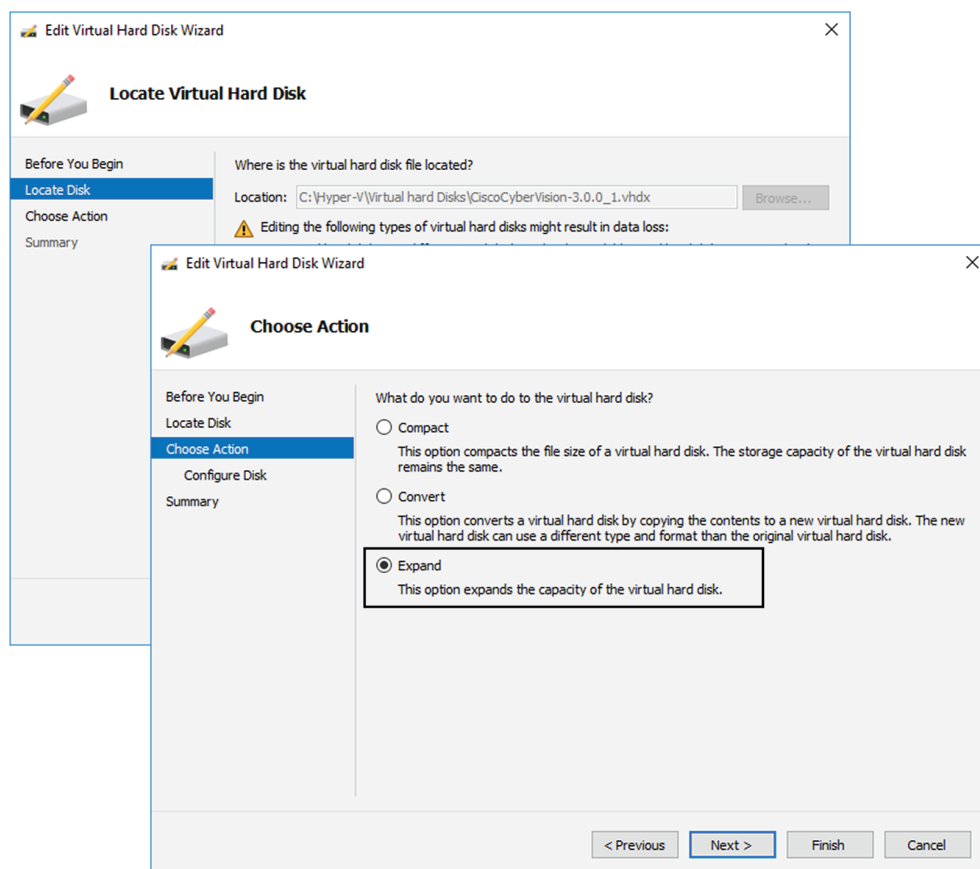 Edit Virtual Hard Disk Wizard
Locate Virtual Hard Disk
Before You Begin
Locate Disk
Choose Action
Summary
Where is the virtual hard disk file located?
Location: C:\Hyper-V\Virtual hard Disks\CiscoCyberVision-3.0.0_1.vhdx Browse...
Editing the following types of virtual hard disks might result in data loss:
Edit Virtual Hard Disk Wizard
Choose Action
Before You Begin
Locate Disk
Choose Action
Configure Disk
Summary
What do you want to do to the virtual hard disk?
Compact
This option compacts the file size of a virtual hard disk. The storage capacity of the virtual hard disk
remains the same.
Convert
This option converts a virtual hard disk by copying the contents to a new virtual hard disk. The new
virtual hard disk can use a different type and format than the original virtual hard disk.
Expand
This option expands the capacity of the virtual hard disk.
< Previous Next > Finish Cancel